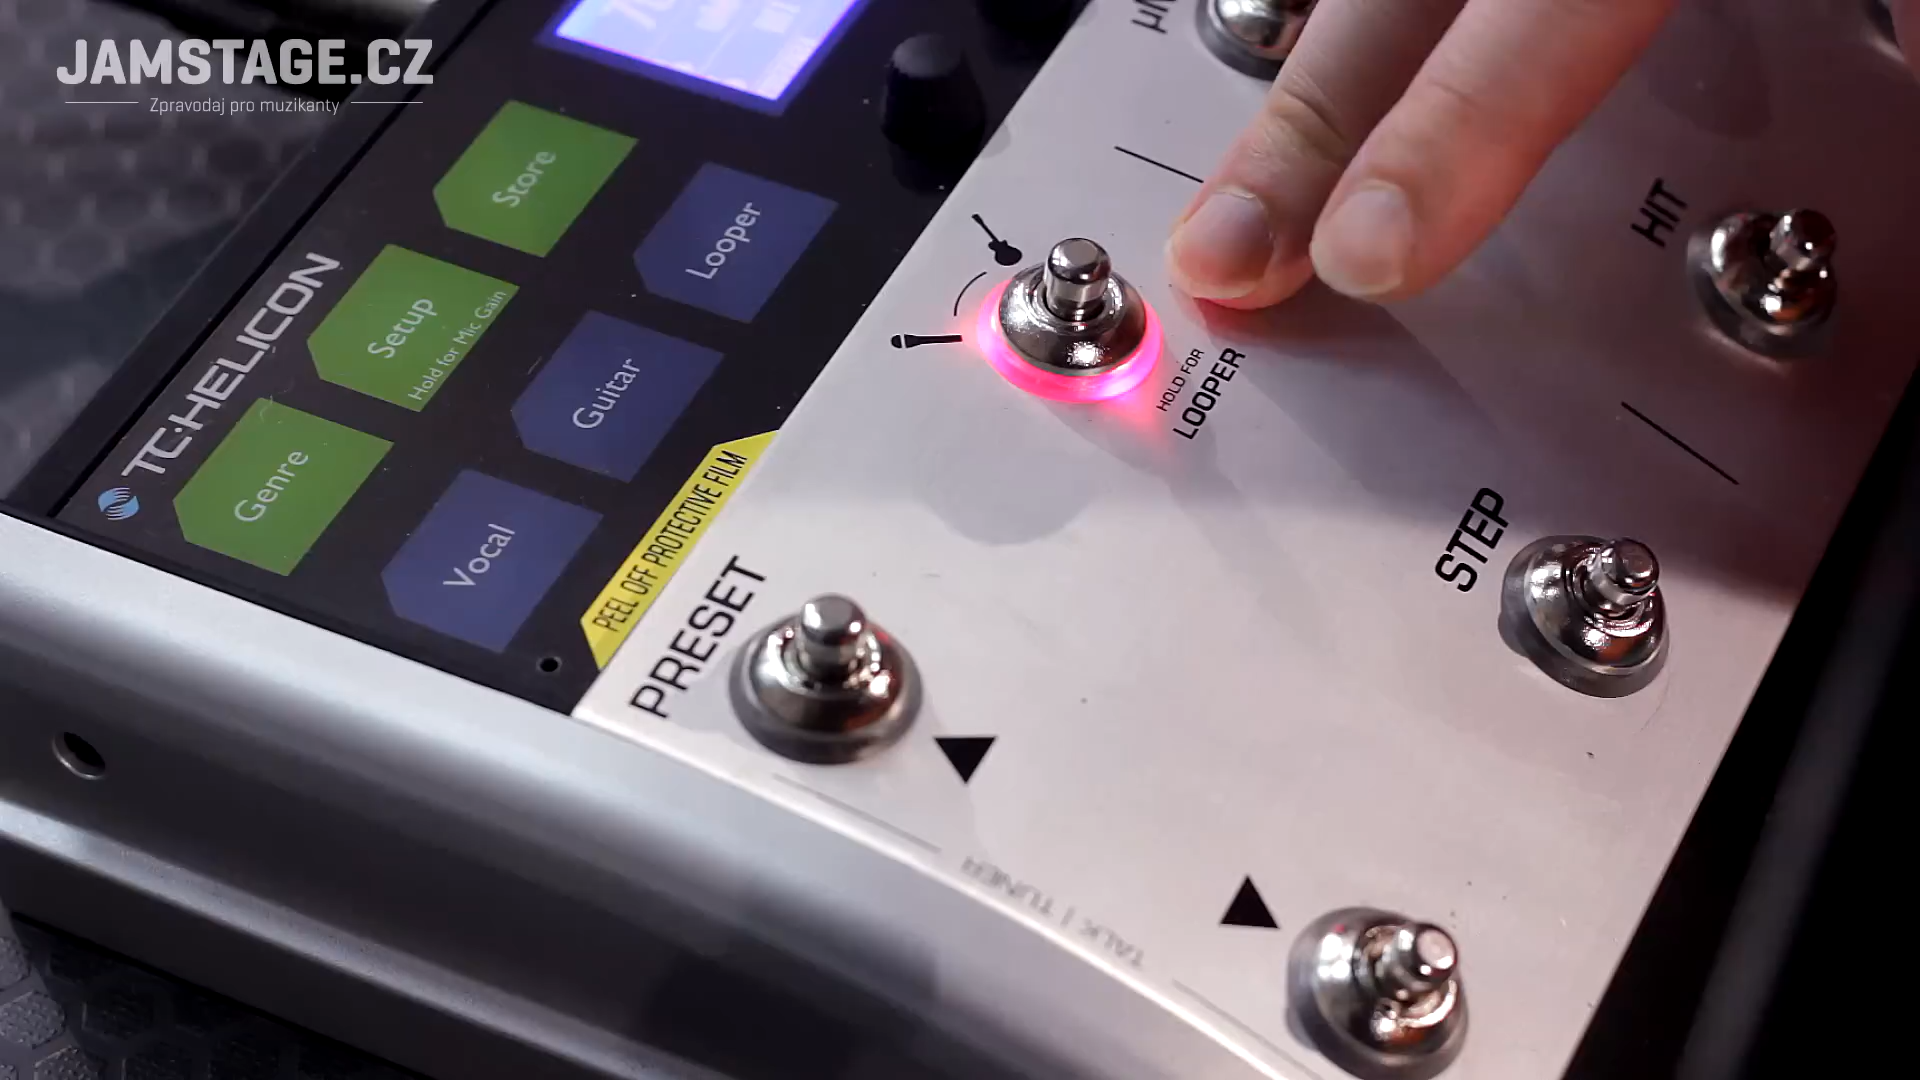 JAMSTAGE.CZ
Zpravodaj pro muzikanty
TC·HELICON
Store
Setup
Hold for Mic Gain
Genre
Looper
Guitar
Vocal
PEEL OFF PROTECTIVE FILM
HIT
HOLD FOR
LOOPER
STEP
PRESET
TALK | TUNER